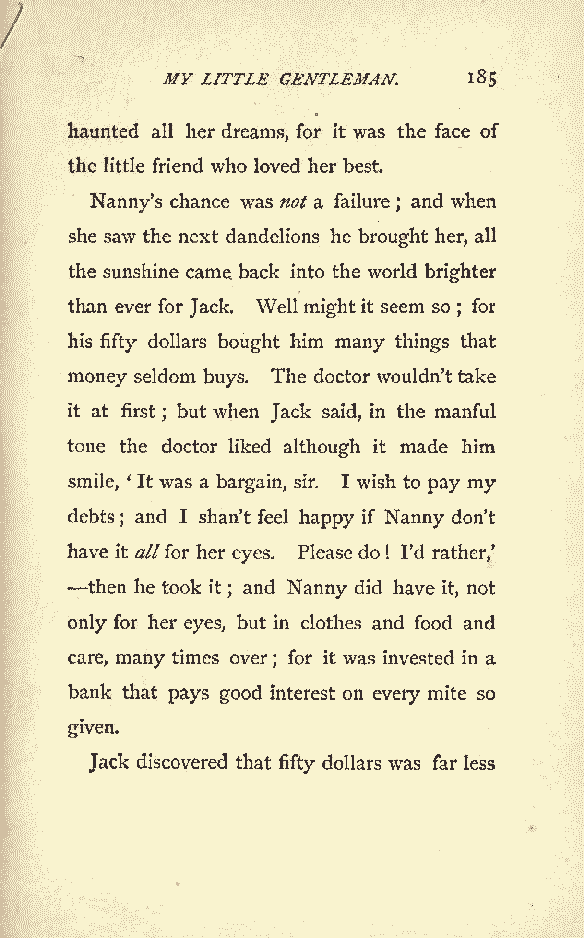 MY LITTLE GENTLEMAN. 185
haunted all her dreams, for it was the face of
the little friend who loved her best.
Nanny's chance was not a failure; and when
she saw the next dandelions he brought her, all
the sunshine came back into the world brighter
than ever for Jack. Well might it seem so; for
his fifty dollars bought him many things that
money seldom buys. The doctor wouldn't take
it at first; but when Jack said, in the manful
tone the doctor liked although it made him
smile, ‘It was a bargain, sir. I wish to pay my
debts; and I shan't feel happy if Nanny don't
have it all for her eyes. Please do! I'd rather,’
—then he took it; and Nanny did have it, not
only for her eyes, but in clothes and food and
care, many times over; for it was invested in a
bank that pays good interest on every mite so
given.
Jack discovered that fifty dollars was far less